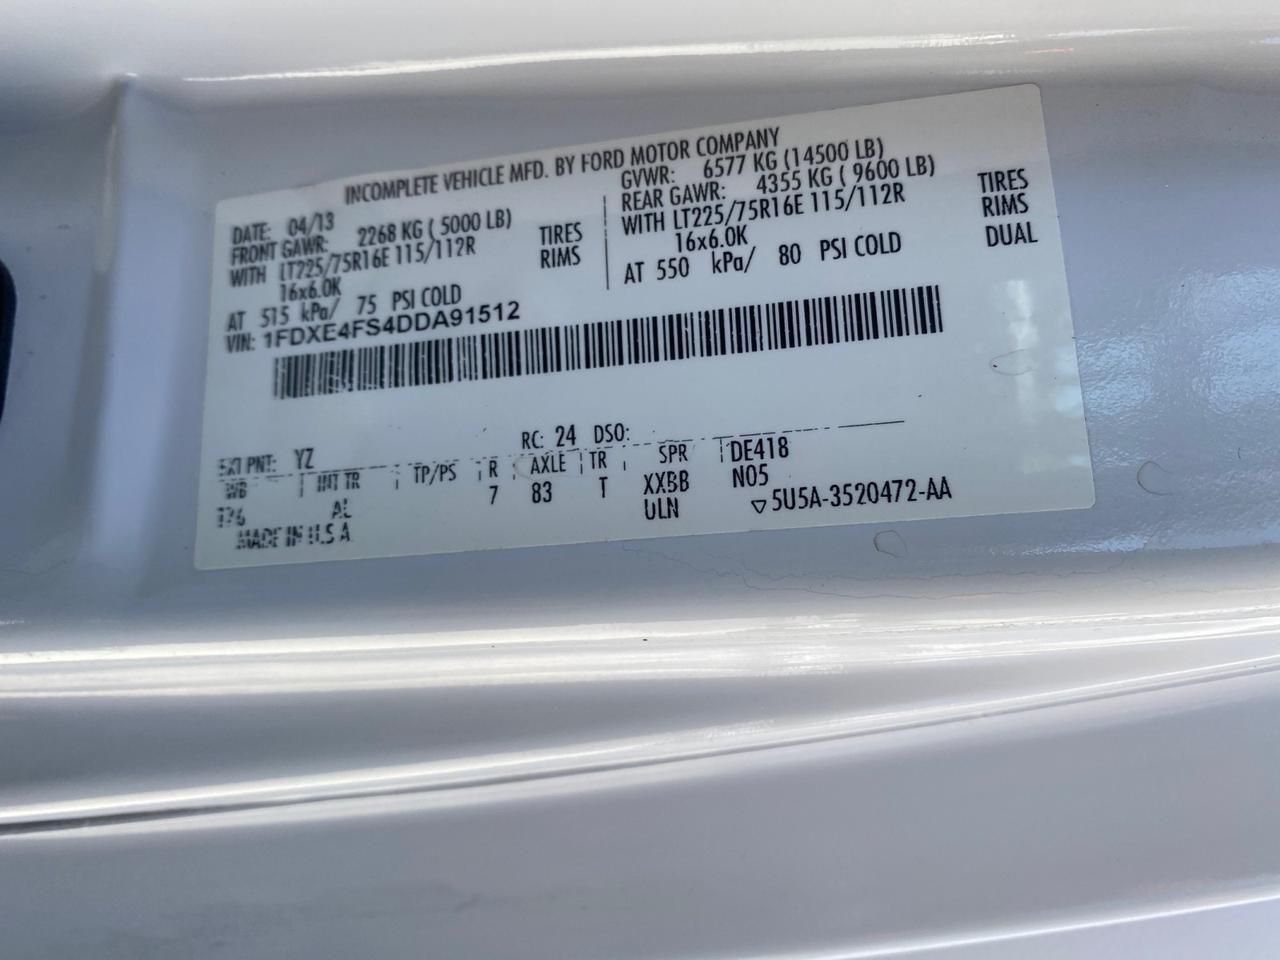 INCOMPLETE VEHICLE MFD. BY FORD MOTOR COMPANY
DATE: 04/13
FRONT GAWR: 2268 KG ( 5000 LB)
WITH LT225/75R16E 115/112R TIRES
16x6.0K RIMS
AT 515 kPa/ 75 PSI COLD
GVWR: 6577 KG (14500 LB)
REAR GAWR: 4355 KG ( 9600 LB)
WITH LT225/75R16E 115/112R TIRES
16x6.0K RIMS
AT 550 kPa/ 80 PSI COLD DUAL
VIN: 1FDXE4FS4DDA91512
EXT PNT: YZ RC: 24 DSO:
WB INT TR TP/PS R AXLE TR SPR DE418
176 AL 7 83 T XXBB N05
ULN
MADE IN U.S.A. ▽5U5A-3520472-AA